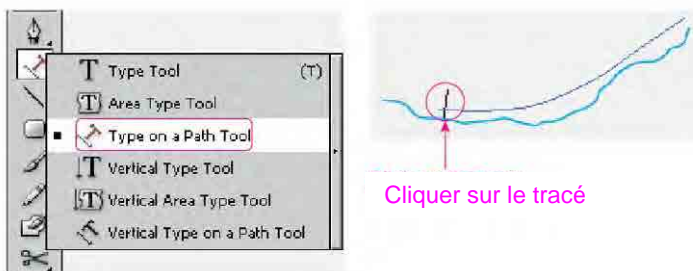 T Type Tool (T)
T Area Type Tool
Type on a Path Tool
T Vertical Type Tool
T Vertical Area Type Tool
Vertical Type on a Path Tool
Cliquer sur le tracé